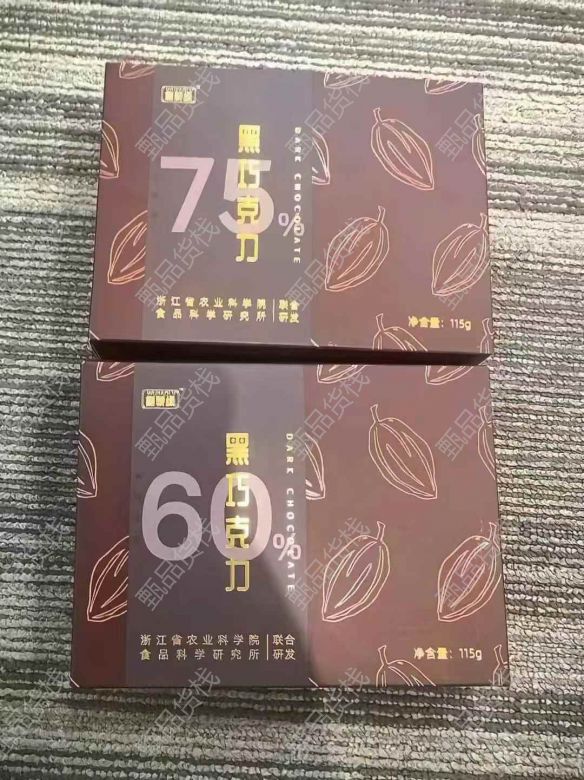 75%
黑巧克力
DARK CHOCOLATE
浙江省农业科学院
食品科学研究所
联合
研发
净含量：115g
60%
黑巧克力
DARK CHOCOLATE
浙江省农业科学院
食品科学研究所
联合
研发
净含量：115g
甄品货栈